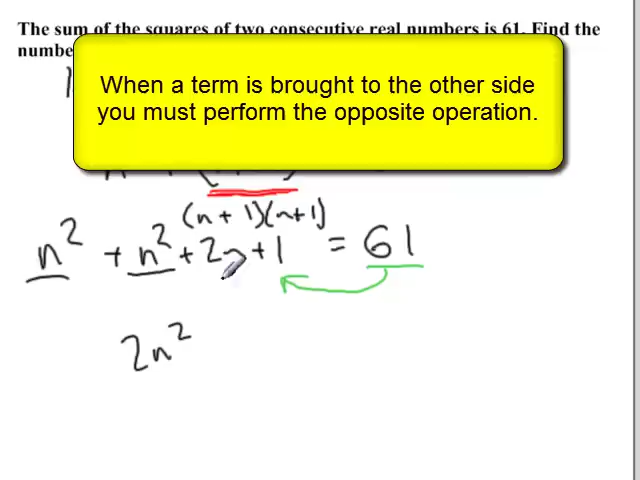 The sum of the squares of two consecutive real numbers is 61. Find the
numbe
When a term is brought to the other side
you must perform the opposite operation.
(n + 1)(n+1)
n² + n² + 2n + 1 = 61
2n²